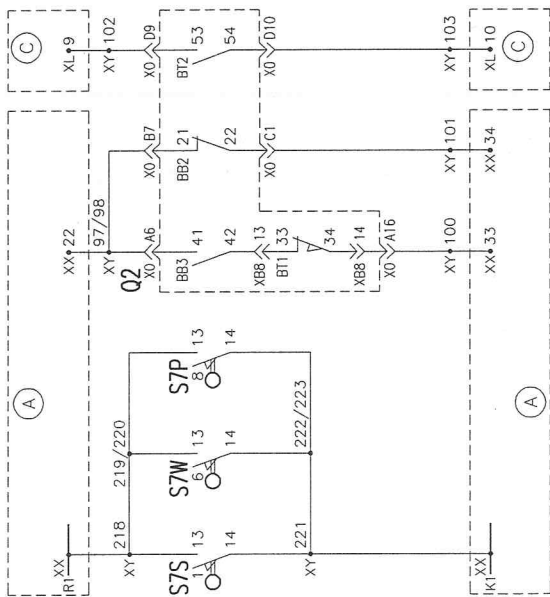 A
C
XX
IR1
XX 22
XL 9
218
219/220
97/98
102
XY
XY
XY
Q2
X0 A6
X0 B7
X0 D9
S7S
1
13
14
S7W
6
13
14
S7P
8
13
14
BB3
41
42
BB2
21
22
BT2
53
54
XB8
13
BT1
33
34
XB8
14
X0 A16
X0 C1
X0 D10
221
222/223
XY
XY 100
XY 101
XY 103
XX
IK1
XX 33
XX 34
XL 10
A
C